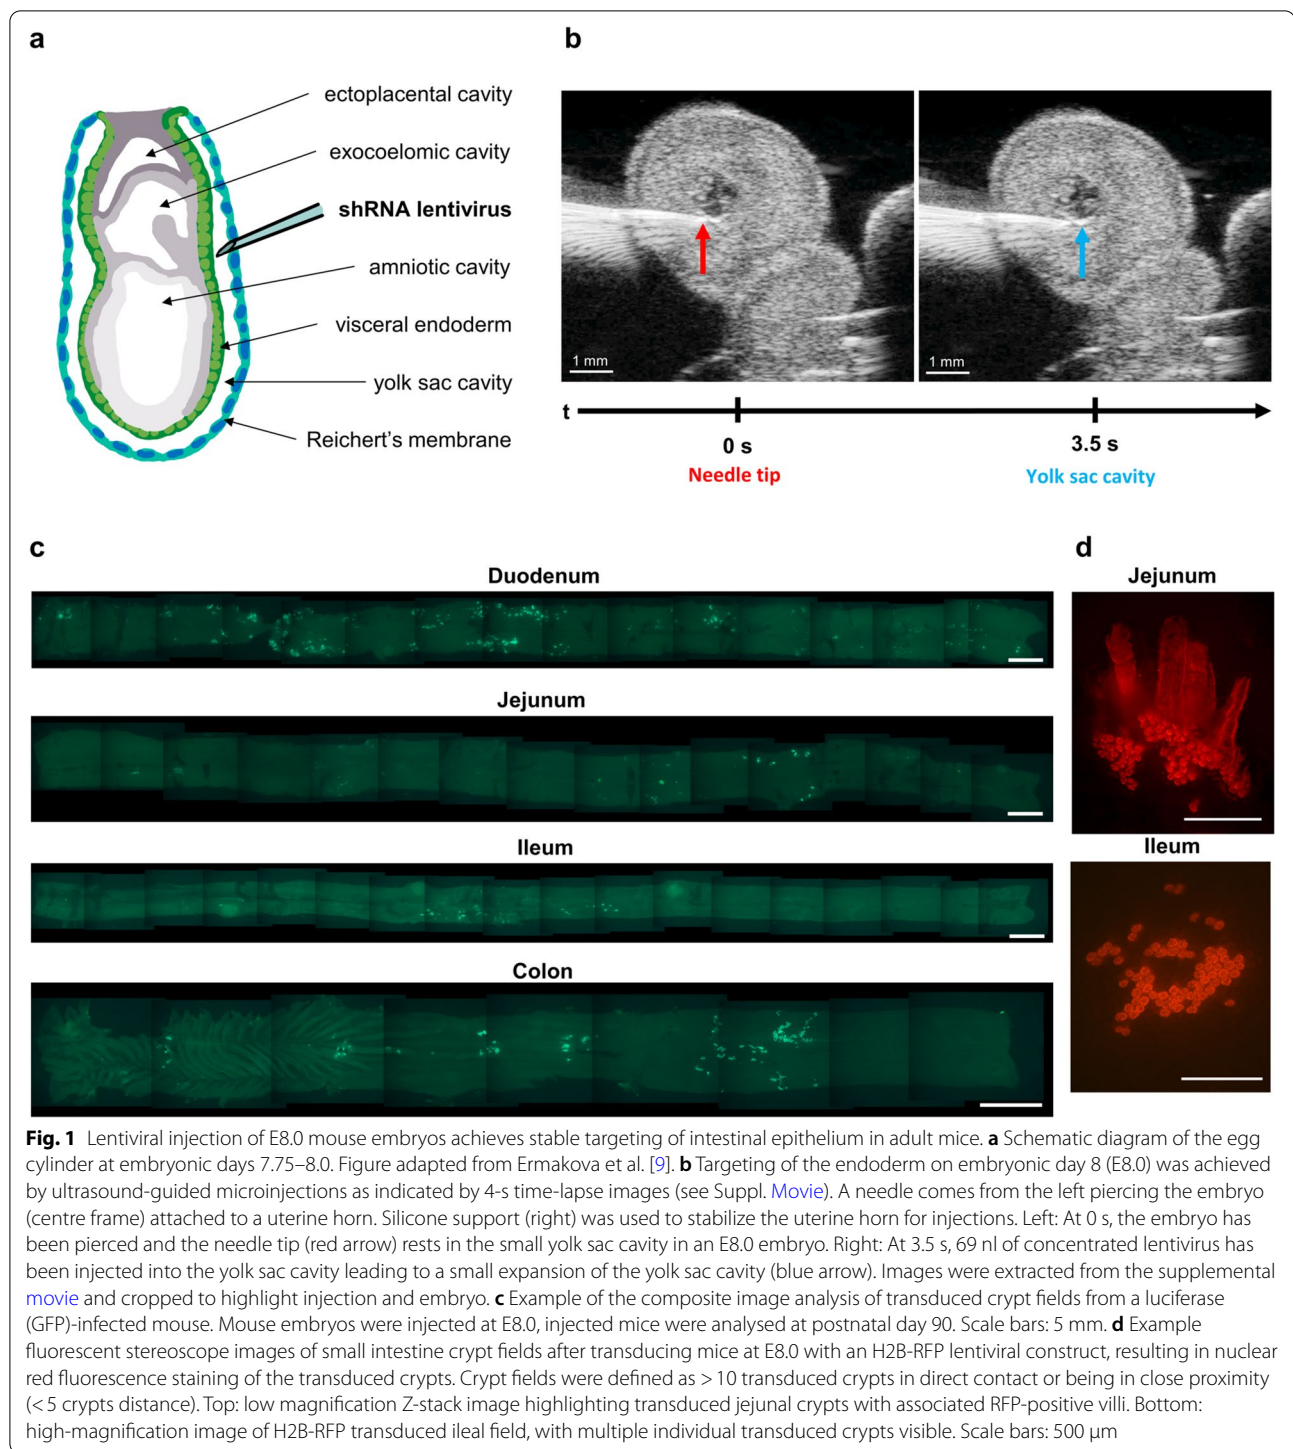 a
ectoplacental cavity
exocoelomic cavity
shRNA lentivirus
amniotic cavity
visceral endoderm
yolk sac cavity
Reichert's membrane
b
1 mm
1 mm
t
0 s
3.5 s
Needle tip
Yolk sac cavity
c
Duodenum
Jejunum
Ileum
Colon
d
Jejunum
Ileum
Fig. 1 Lentiviral injection of E8.0 mouse embryos achieves stable targeting of intestinal epithelium in adult mice. a Schematic diagram of the egg
cylinder at embryonic days 7.75–8.0. Figure adapted from Ermakova et al. [9]. b Targeting of the endoderm on embryonic day 8 (E8.0) was achieved
by ultrasound-guided microinjections as indicated by 4-s time-lapse images (see Suppl. Movie). A needle comes from the left piercing the embryo
(centre frame) attached to a uterine horn. Silicone support (right) was used to stabilize the uterine horn for injections. Left: At 0 s, the embryo has
been pierced and the needle tip (red arrow) rests in the small yolk sac cavity in an E8.0 embryo. Right: At 3.5 s, 69 nl of concentrated lentivirus has
been injected into the yolk sac cavity leading to a small expansion of the yolk sac cavity (blue arrow). Images were extracted from the supplemental
movie and cropped to highlight injection and embryo. c Example of the composite image analysis of transduced crypt fields from a luciferase
(GFP)-infected mouse. Mouse embryos were injected at E8.0, injected mice were analysed at postnatal day 90. Scale bars: 5 mm. d Example
fluorescent stereoscope images of small intestine crypt fields after transducing mice at E8.0 with an H2B-RFP lentiviral construct, resulting in nuclear
red fluorescence staining of the transduced crypts. Crypt fields were defined as > 10 transduced crypts in direct contact or being in close proximity
(< 5 crypts distance). Top: low magnification Z-stack image highlighting transduced jejunal crypts with associated RFP-positive villi. Bottom:
high-magnification image of H2B-RFP transduced ileal field, with multiple individual transduced crypts visible. Scale bars: 500 µm